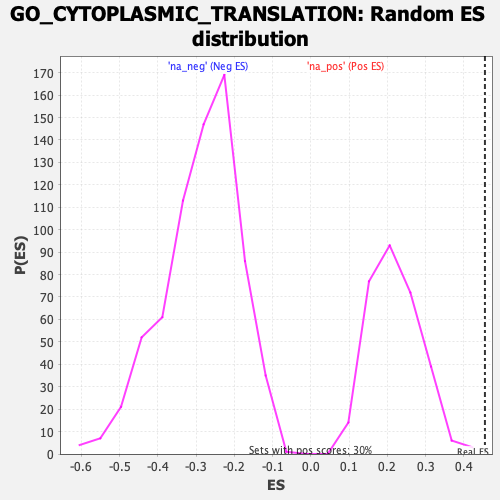 GO_CYTOPLASMIC_TRANSLATION: Random ES
distribution
'na_neg' (Neg ES) 'na_pos' (Pos ES)
170
160
150
140
130
120
110
100
90
80
70
60
50
40
30
20
10
0
P(ES)
Sets with pos scores: 30%
Real ES
-0.6 -0.5 -0.4 -0.3 -0.2 -0.1 0.0 0.1 0.2 0.3 0.4
ES